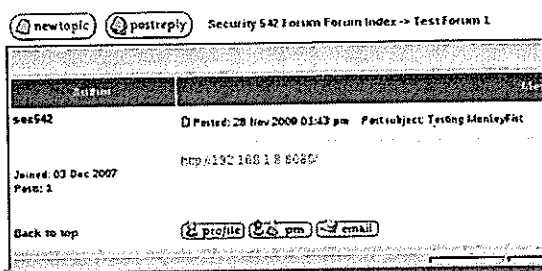 newtopic postreply Security 542 Forum Forum Index -> Test Forum 1
Author Me
sec542 Posted: 28 Nov 2009 01:43 pm Post subject: Testing MonkeyFist
http://192.168.1.8:8080/
Joined: 03 Dec 2007
Posts: 1
Back to top profile pm email